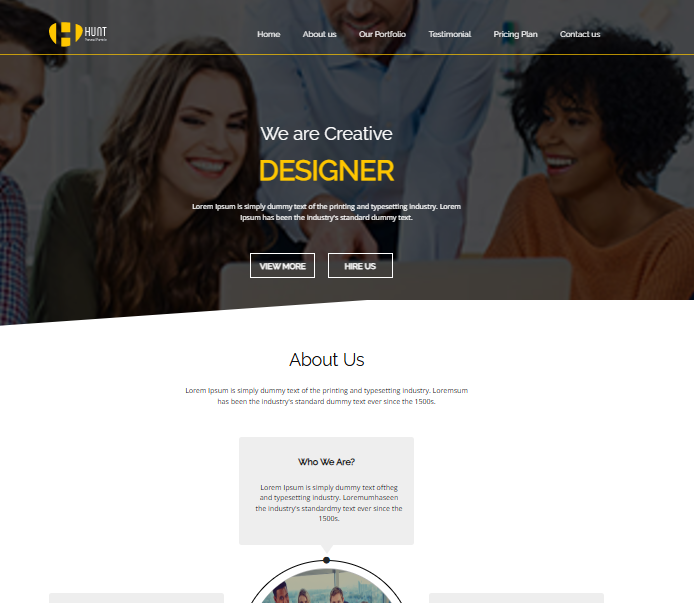 HUNT
Home About us Our Portfolio Testimonial Pricing Plan Contact us
We are Creative
DESIGNER
Lorem Ipsum is simply dummy text of the printing and typesetting industry. Lorem
Ipsum has been the industry's standard dummy text.
VIEW MORE HIRE US
About Us
Lorem Ipsum is simply dummy text of the printing and typesetting industry. Loremsum
has been the industry's standard dummy text ever since the 1500s.
Who We Are?
Lorem Ipsum is simply dummy text oftheg
and typesetting industry. Loremumhaseen
the industry's standardmy text ever since the
1500s.